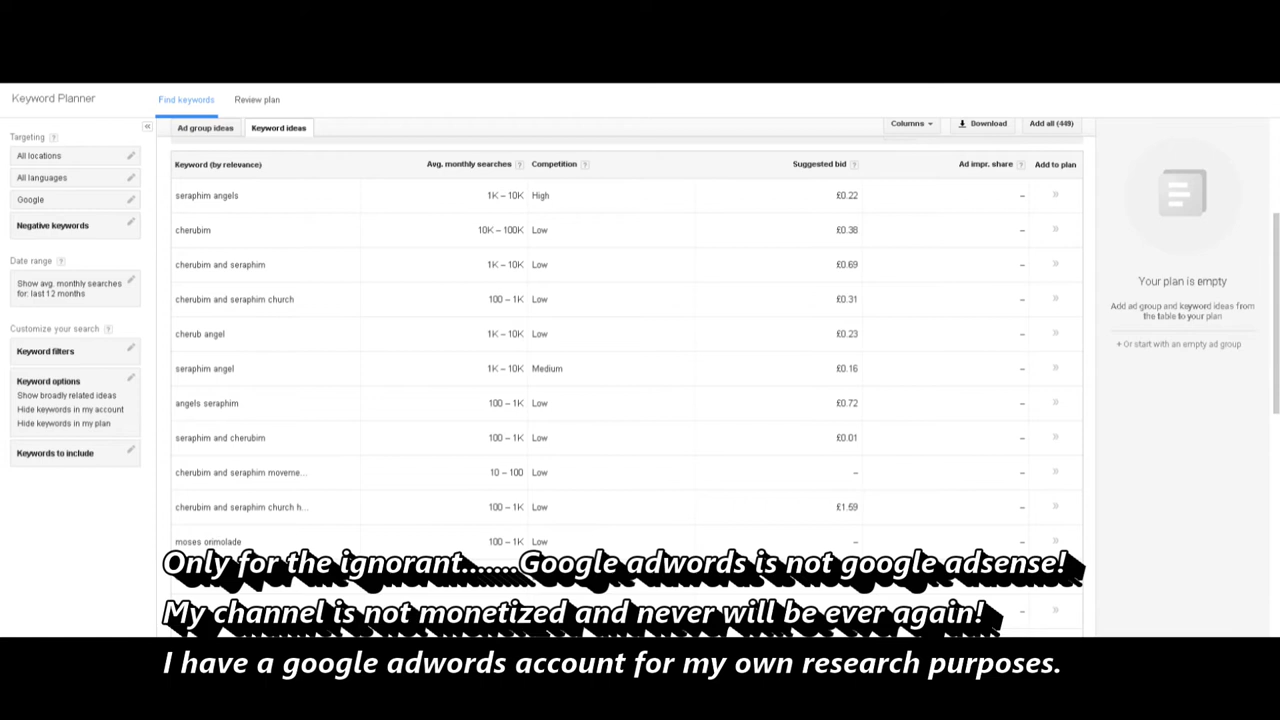 Keyword Planner
Find keywords
Review plan
Targeting ?
All locations
All languages
Google
Negative keywords
Date range ?
Show avg. monthly searches
for: last 12 months
Customize your search ?
Keyword filters
Keyword options
Show broadly related ideas
Hide keywords in my account
Hide keywords in my plan
Keywords to include
«
Ad group ideas
Keyword ideas
Columns
Download
Add all (449)
Keyword (by relevance) Avg. monthly searches ? Competition ? Suggested bid ? Ad impr. share ? Add to plan
seraphim angels 1K – 10K High £0.22 – »
cherubim 10K – 100K Low £0.38 – »
cherubim and seraphim 1K – 10K Low £0.69 – »
cherubim and seraphim church 100 – 1K Low £0.31 – »
cherub angel 1K – 10K Low £0.23 – »
seraphim angel 1K – 10K Medium £0.16 – »
angels seraphim 100 – 1K Low £0.72 – »
seraphim and cherubim 100 – 1K Low £0.01 – »
cherubim and seraphim moveme... 10 – 100 Low – – »
cherubim and seraphim church h... 100 – 1K Low £1.59 – »
moses orimolade 100 – 1K Low – – »
Your plan is empty
Add ad group and keyword ideas from
the table to your plan
+ Or start with an empty ad group
Only for the ignorant.......Google adwords is not google adsense!
My channel is not monetized and never will be ever again!
I have a google adwords account for my own research purposes.